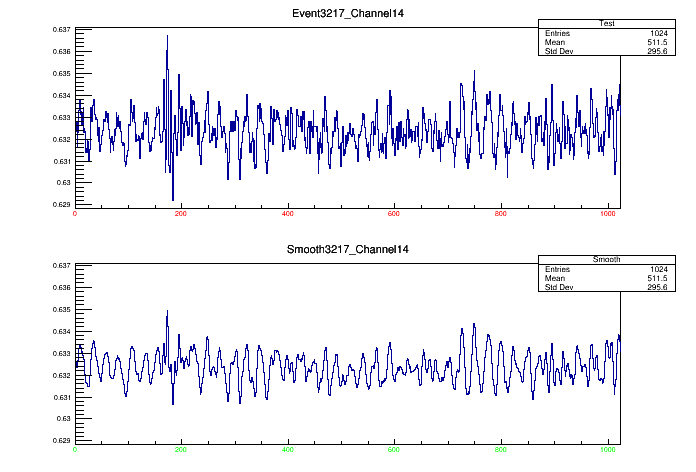 Event3217_Channel14
Test
Entries 1024
Mean 511.5
Std Dev 295.6
0.637
0.636
0.635
0.634
0.633
0.632
0.631
0.63
0.629
0 200 400 600 800 1000
Smooth3217_Channel14
Smooth
Entries 1024
Mean 511.5
Std Dev 295.6
0.637
0.636
0.635
0.634
0.633
0.632
0.631
0.63
0.629
0 200 400 600 800 1000